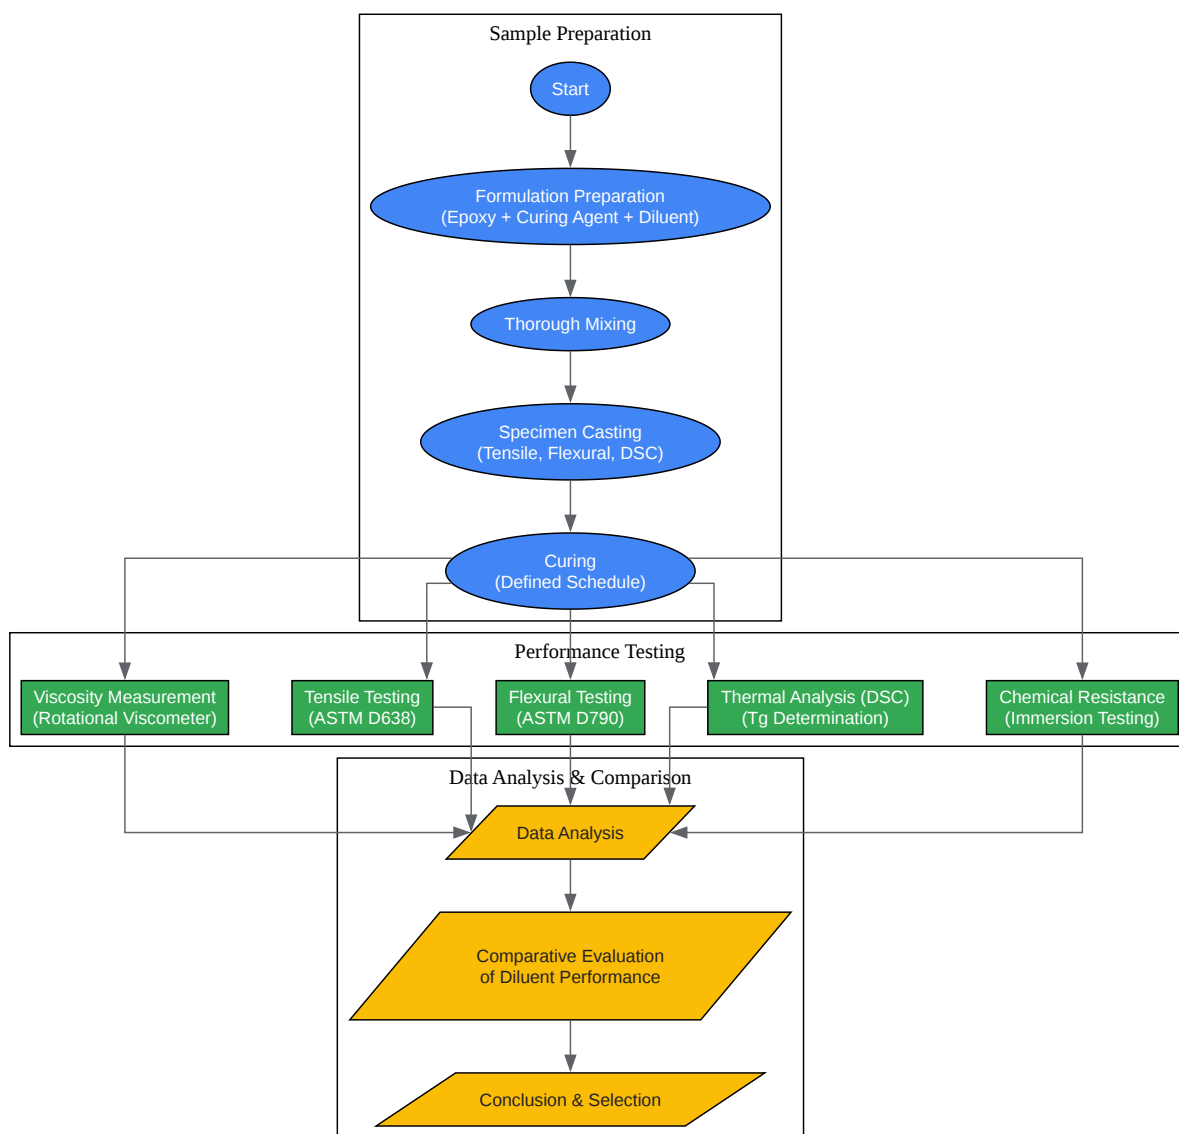 Sample Preparation
Start
Formulation Preparation
(Epoxy + Curing Agent + Diluent)
Thorough Mixing
Specimen Casting
(Tensile, Flexural, DSC)
Curing
(Defined Schedule)
Performance Testing
Viscosity Measurement
(Rotational Viscometer)
Tensile Testing
(ASTM D638)
Flexural Testing
(ASTM D790)
Thermal Analysis (DSC)
(Tg Determination)
Chemical Resistance
(Immersion Testing)
Data Analysis & Comparison
Data Analysis
Comparative Evaluation
of Diluent Performance
Conclusion & Selection